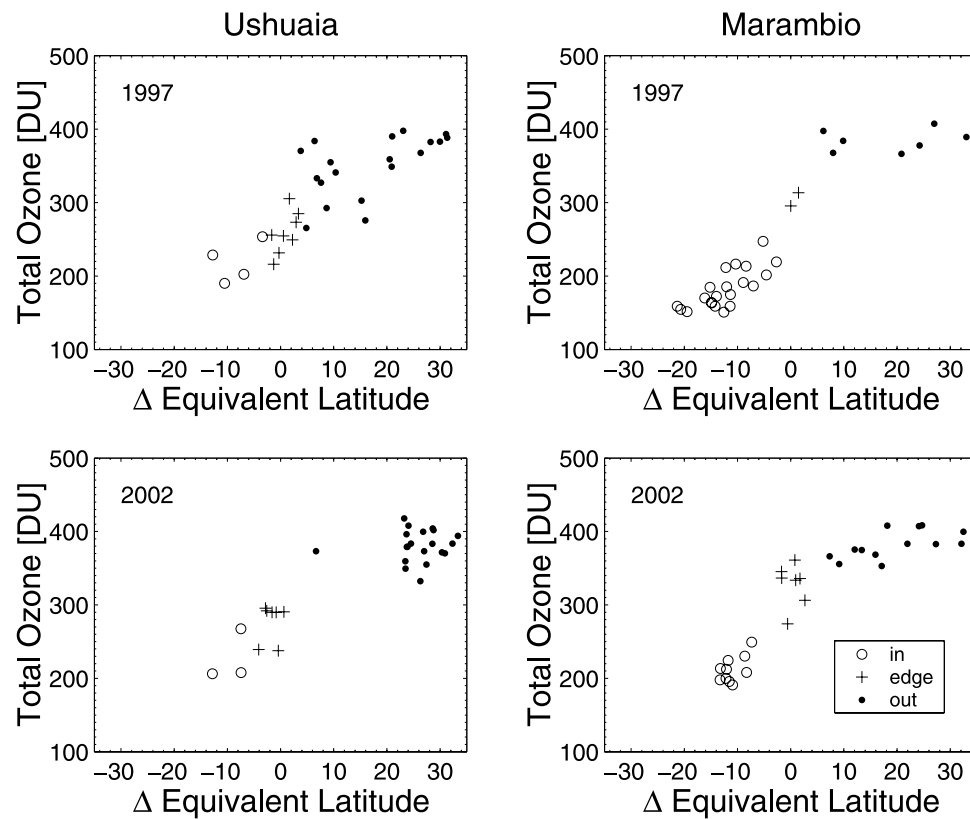 Ushuaia
Marambio
500
400
300
200
100
Total Ozone [DU]
1997
−30 −20 −10 0 10 20 30
Δ Equivalent Latitude
500
400
300
200
100
Total Ozone [DU]
1997
−30 −20 −10 0 10 20 30
Δ Equivalent Latitude
500
400
300
200
100
Total Ozone [DU]
2002
−30 −20 −10 0 10 20 30
Δ Equivalent Latitude
500
400
300
200
100
Total Ozone [DU]
2002
in
edge
out
−30 −20 −10 0 10 20 30
Δ Equivalent Latitude